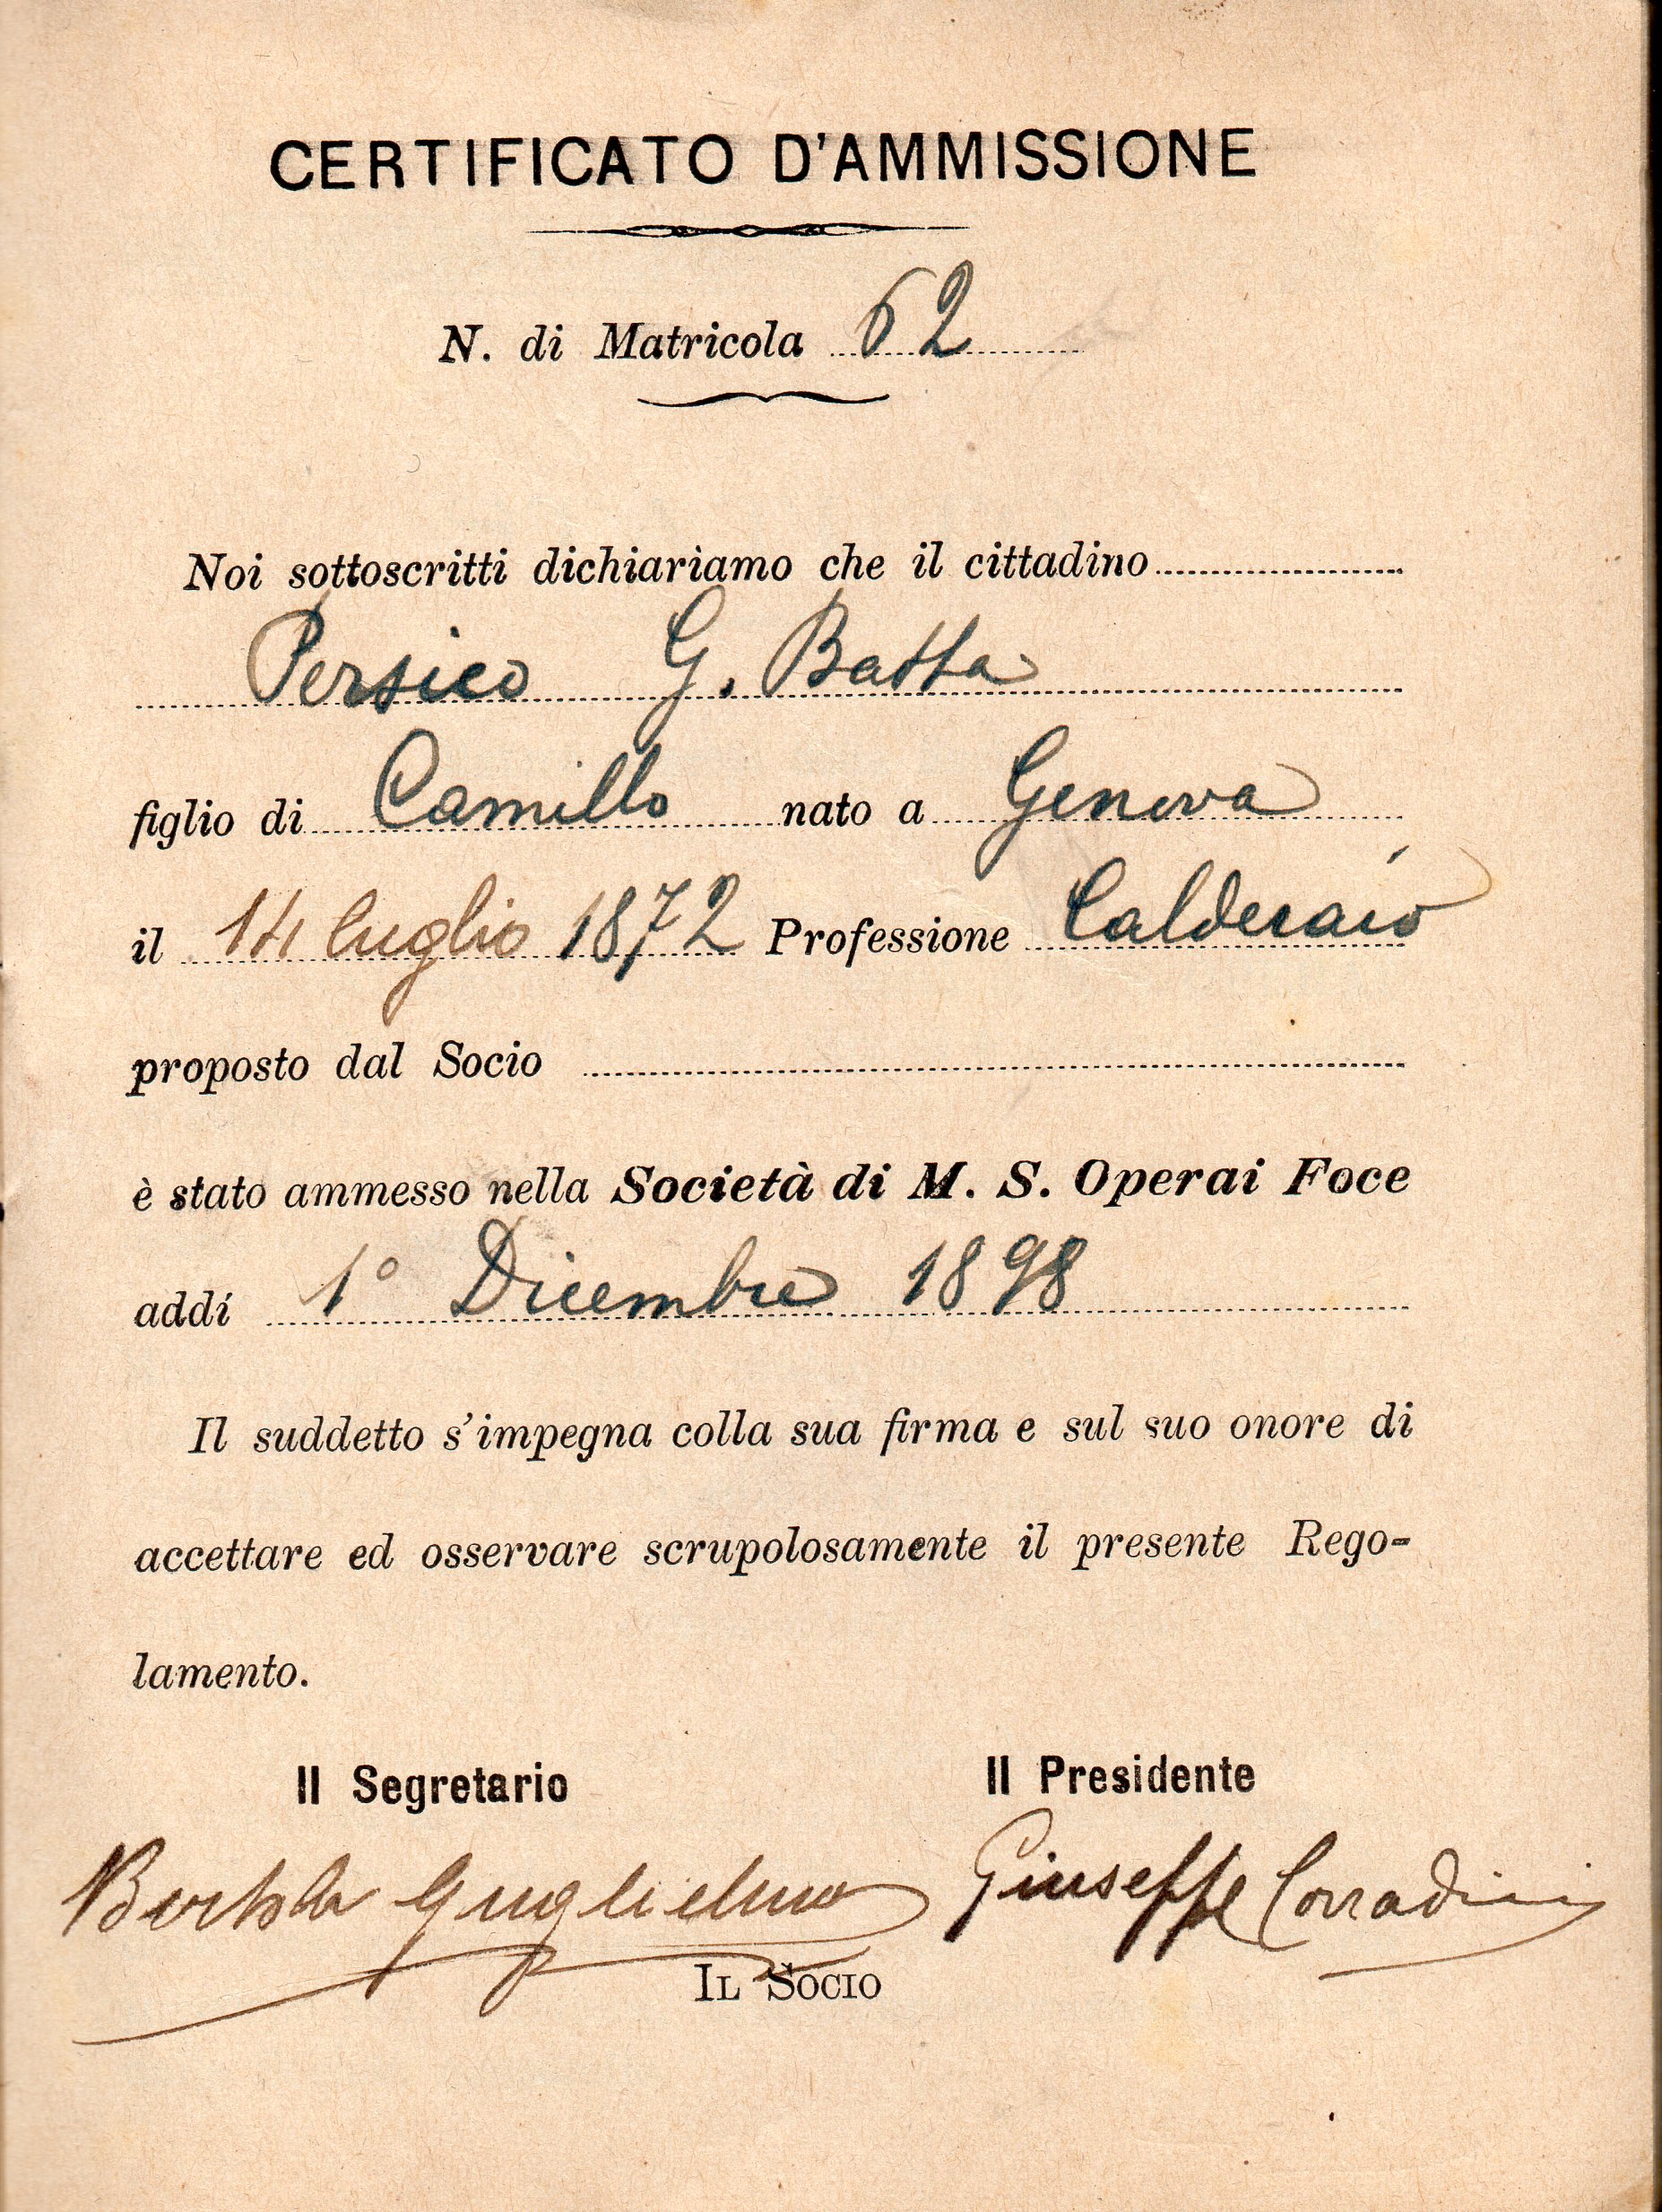 CERTIFICATO D'AMMISSIONE
N. di Matricola 62
Noi sottoscritti dichiariamo che il cittadino
Persico G. Batta
figlio di Camillo nato a Genova
il 14 luglio 1872 Professione Calderaio
proposto dal Socio
è stato ammesso nella Società di M. S. Operai Foce
addí 1° Dicembre 1898
Il suddetto s'impegna colla sua firma e sul suo onore di
accettare ed osservare scrupolosamente il presente Rego-
lamento.
Il Segretario Il Presidente
Guglielmo Giuseppe Corradini
IL SOCIO